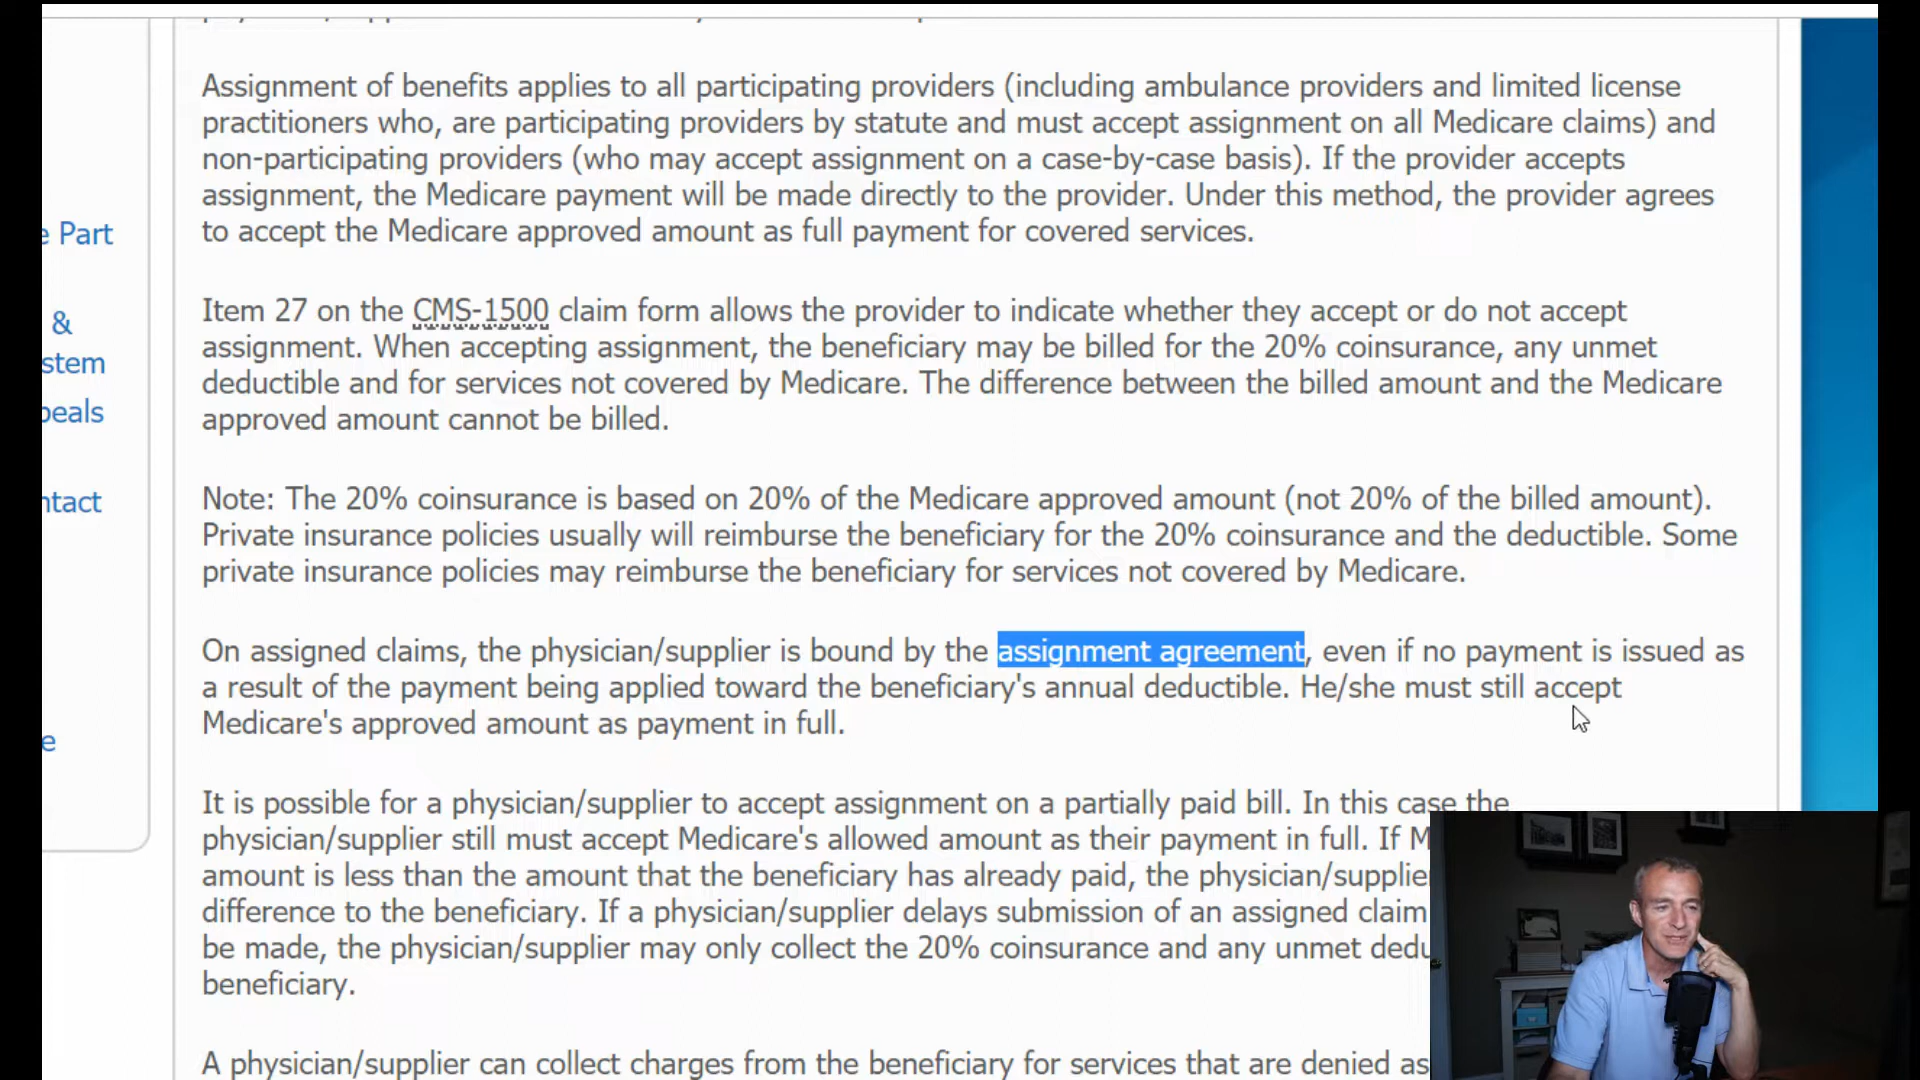 Assignment of benefits applies to all participating providers (including ambulance providers and limited license
practitioners who, are participating providers by statute and must accept assignment on all Medicare claims) and
non-participating providers (who may accept assignment on a case-by-case basis). If the provider accepts
assignment, the Medicare payment will be made directly to the provider. Under this method, the provider agrees
to accept the Medicare approved amount as full payment for covered services.
Item 27 on the CMS-1500 claim form allows the provider to indicate whether they accept or do not accept
assignment. When accepting assignment, the beneficiary may be billed for the 20% coinsurance, any unmet
deductible and for services not covered by Medicare. The difference between the billed amount and the Medicare
approved amount cannot be billed.
Note: The 20% coinsurance is based on 20% of the Medicare approved amount (not 20% of the billed amount).
Private insurance policies usually will reimburse the beneficiary for the 20% coinsurance and the deductible. Some
private insurance policies may reimburse the beneficiary for services not covered by Medicare.
On assigned claims, the physician/supplier is bound by the assignment agreement, even if no payment is issued as
a result of the payment being applied toward the beneficiary's annual deductible. He/she must still accept
Medicare's approved amount as payment in full.
It is possible for a physician/supplier to accept assignment on a partially paid bill. In this case the
physician/supplier still must accept Medicare's allowed amount as their payment in full. If M
amount is less than the amount that the beneficiary has already paid, the physician/supplier
difference to the beneficiary. If a physician/supplier delays submission of an assigned claim
be made, the physician/supplier may only collect the 20% coinsurance and any unmet dedu
beneficiary.
A physician/supplier can collect charges from the beneficiary for services that are denied as
e Part
&
stem
peals
ntact
e